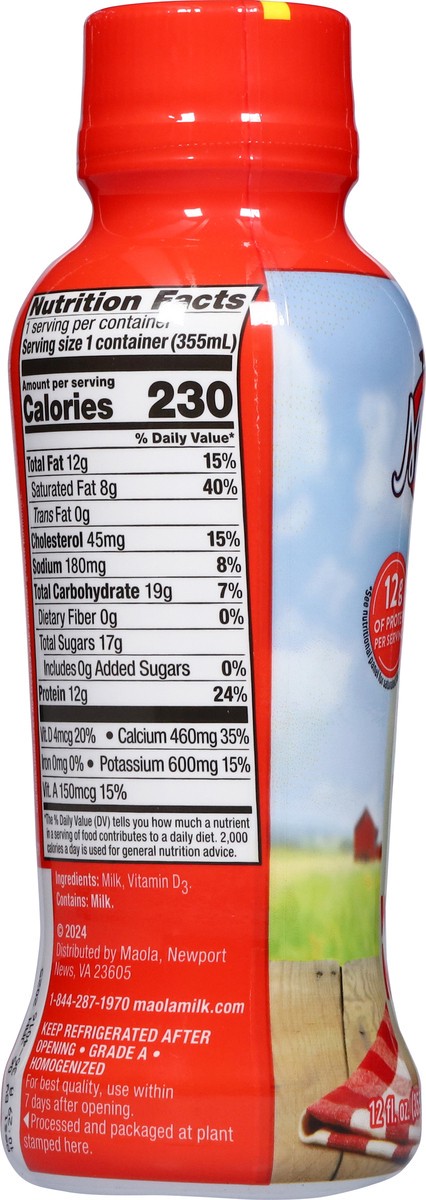 Nutrition Facts
1 serving per container
Serving size 1 container (355mL)
Amount per serving
Calories 230
% Daily Value*
Total Fat 12g 15%
Saturated Fat 8g 40%
Trans Fat 0g
Cholesterol 45mg 15%
Sodium 180mg 8%
Total Carbohydrate 19g 7%
Dietary Fiber 0g 0%
Total Sugars 17g
Includes 0g Added Sugars 0%
Protein 12g 24%
Vit. D 4mcg 20% • Calcium 460mg 35%
Iron 0mg 0% • Potassium 600mg 15%
Vit. A 150mcg 15%
*The % Daily Value (DV) tells you how much a nutrient
in a serving of food contributes to a daily diet. 2,000
calories a day is used for general nutrition advice.
Ingredients: Milk, Vitamin D3.
Contains: Milk.
© 2024
Distributed by Maola, Newport
News, VA 23605
1-844-287-1970 maolamilk.com
KEEP REFRIGERATED AFTER
OPENING • GRADE A •
HOMOGENIZED
For best quality, use within
7 days after opening.
◀Processed and packaged at plant
stamped here.
12g
OF PROTE
PER SERVIN
*See nutritional panel for
12 fl. oz.